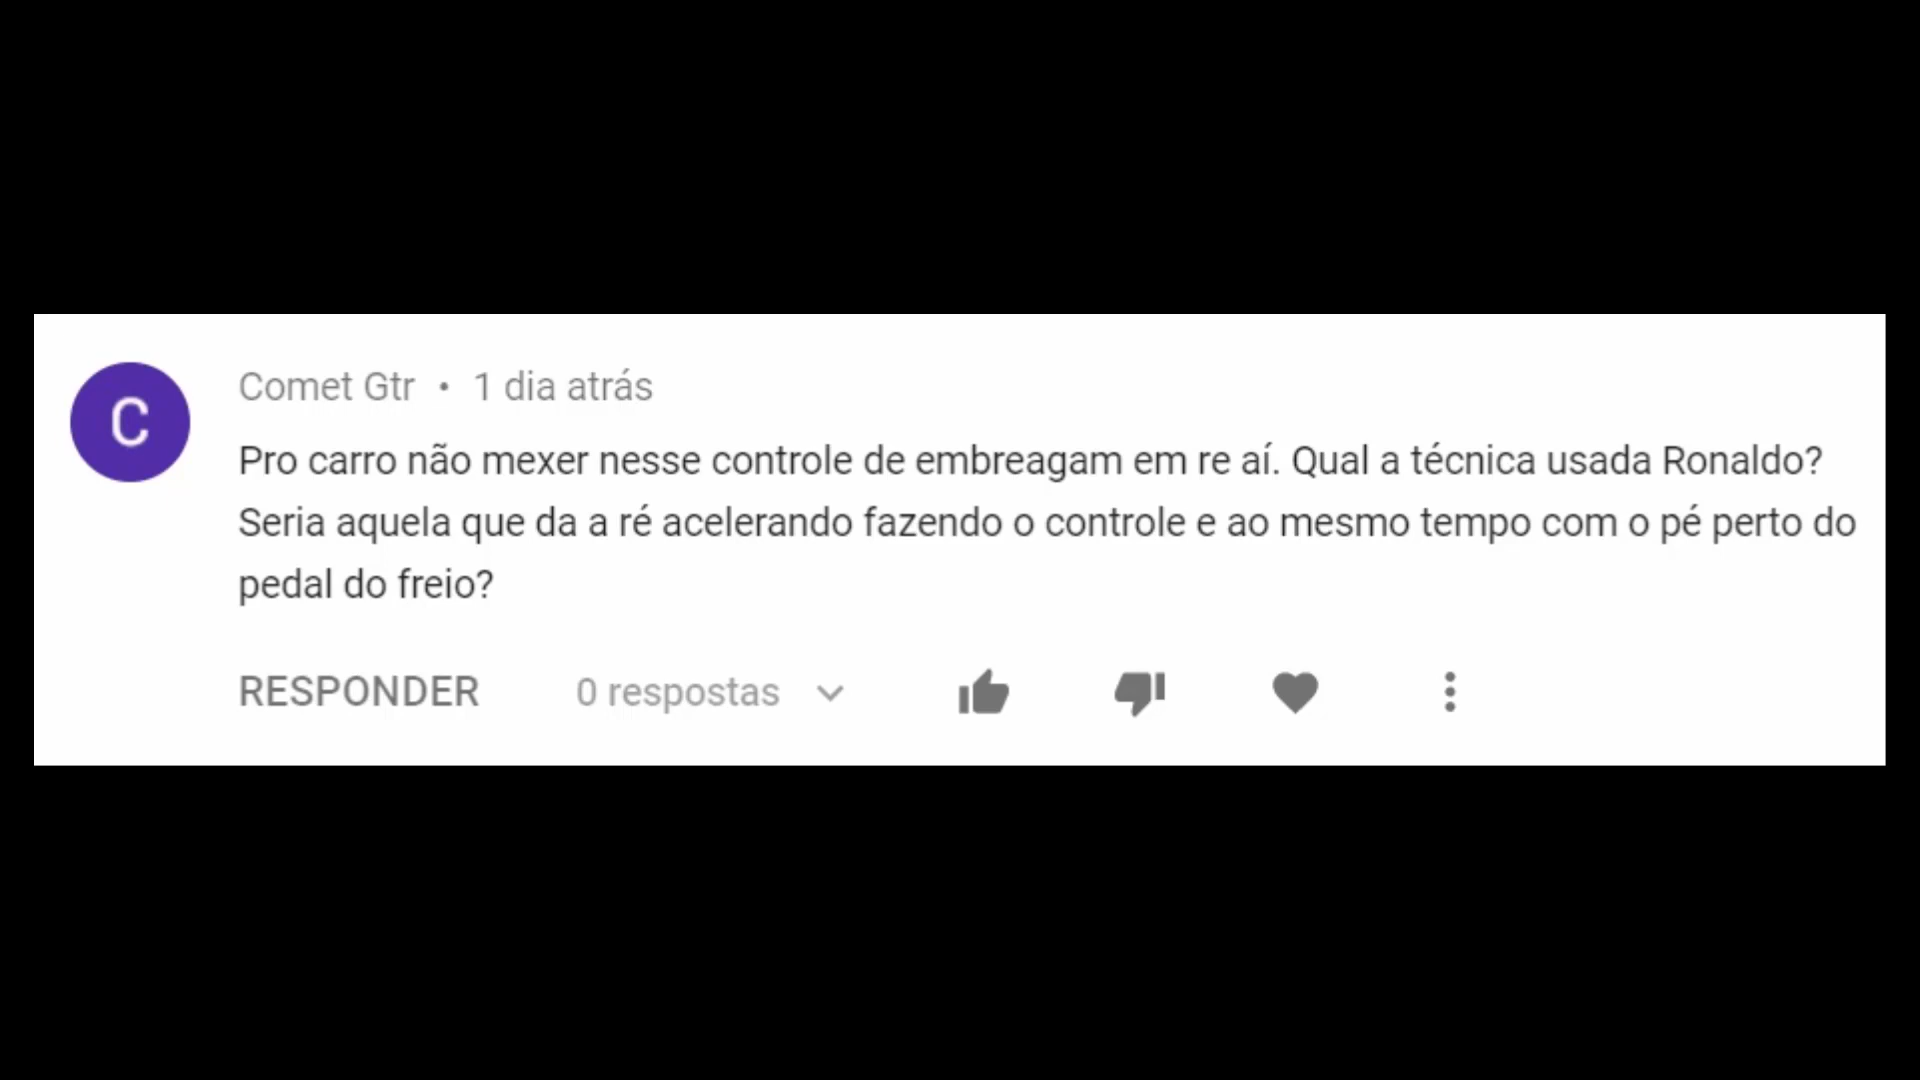 C
Comet Gtr • 1 dia atrás
Pro carro não mexer nesse controle de embreagam em re aí. Qual a técnica usada Ronaldo?
Seria aquela que da a ré acelerando fazendo o controle e ao mesmo tempo com o pé perto do
pedal do freio?
RESPONDER 0 respostas